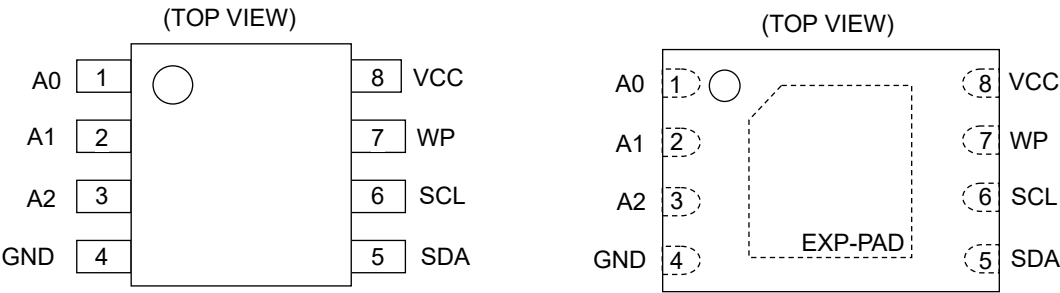 (TOP VIEW)
A0 1 8 VCC
A1 2 7 WP
A2 3 6 SCL
GND 4 5 SDA
(TOP VIEW)
A0 1 8 VCC
A1 2 7 WP
A2 3 6 SCL
EXP-PAD
GND 4 5 SDA